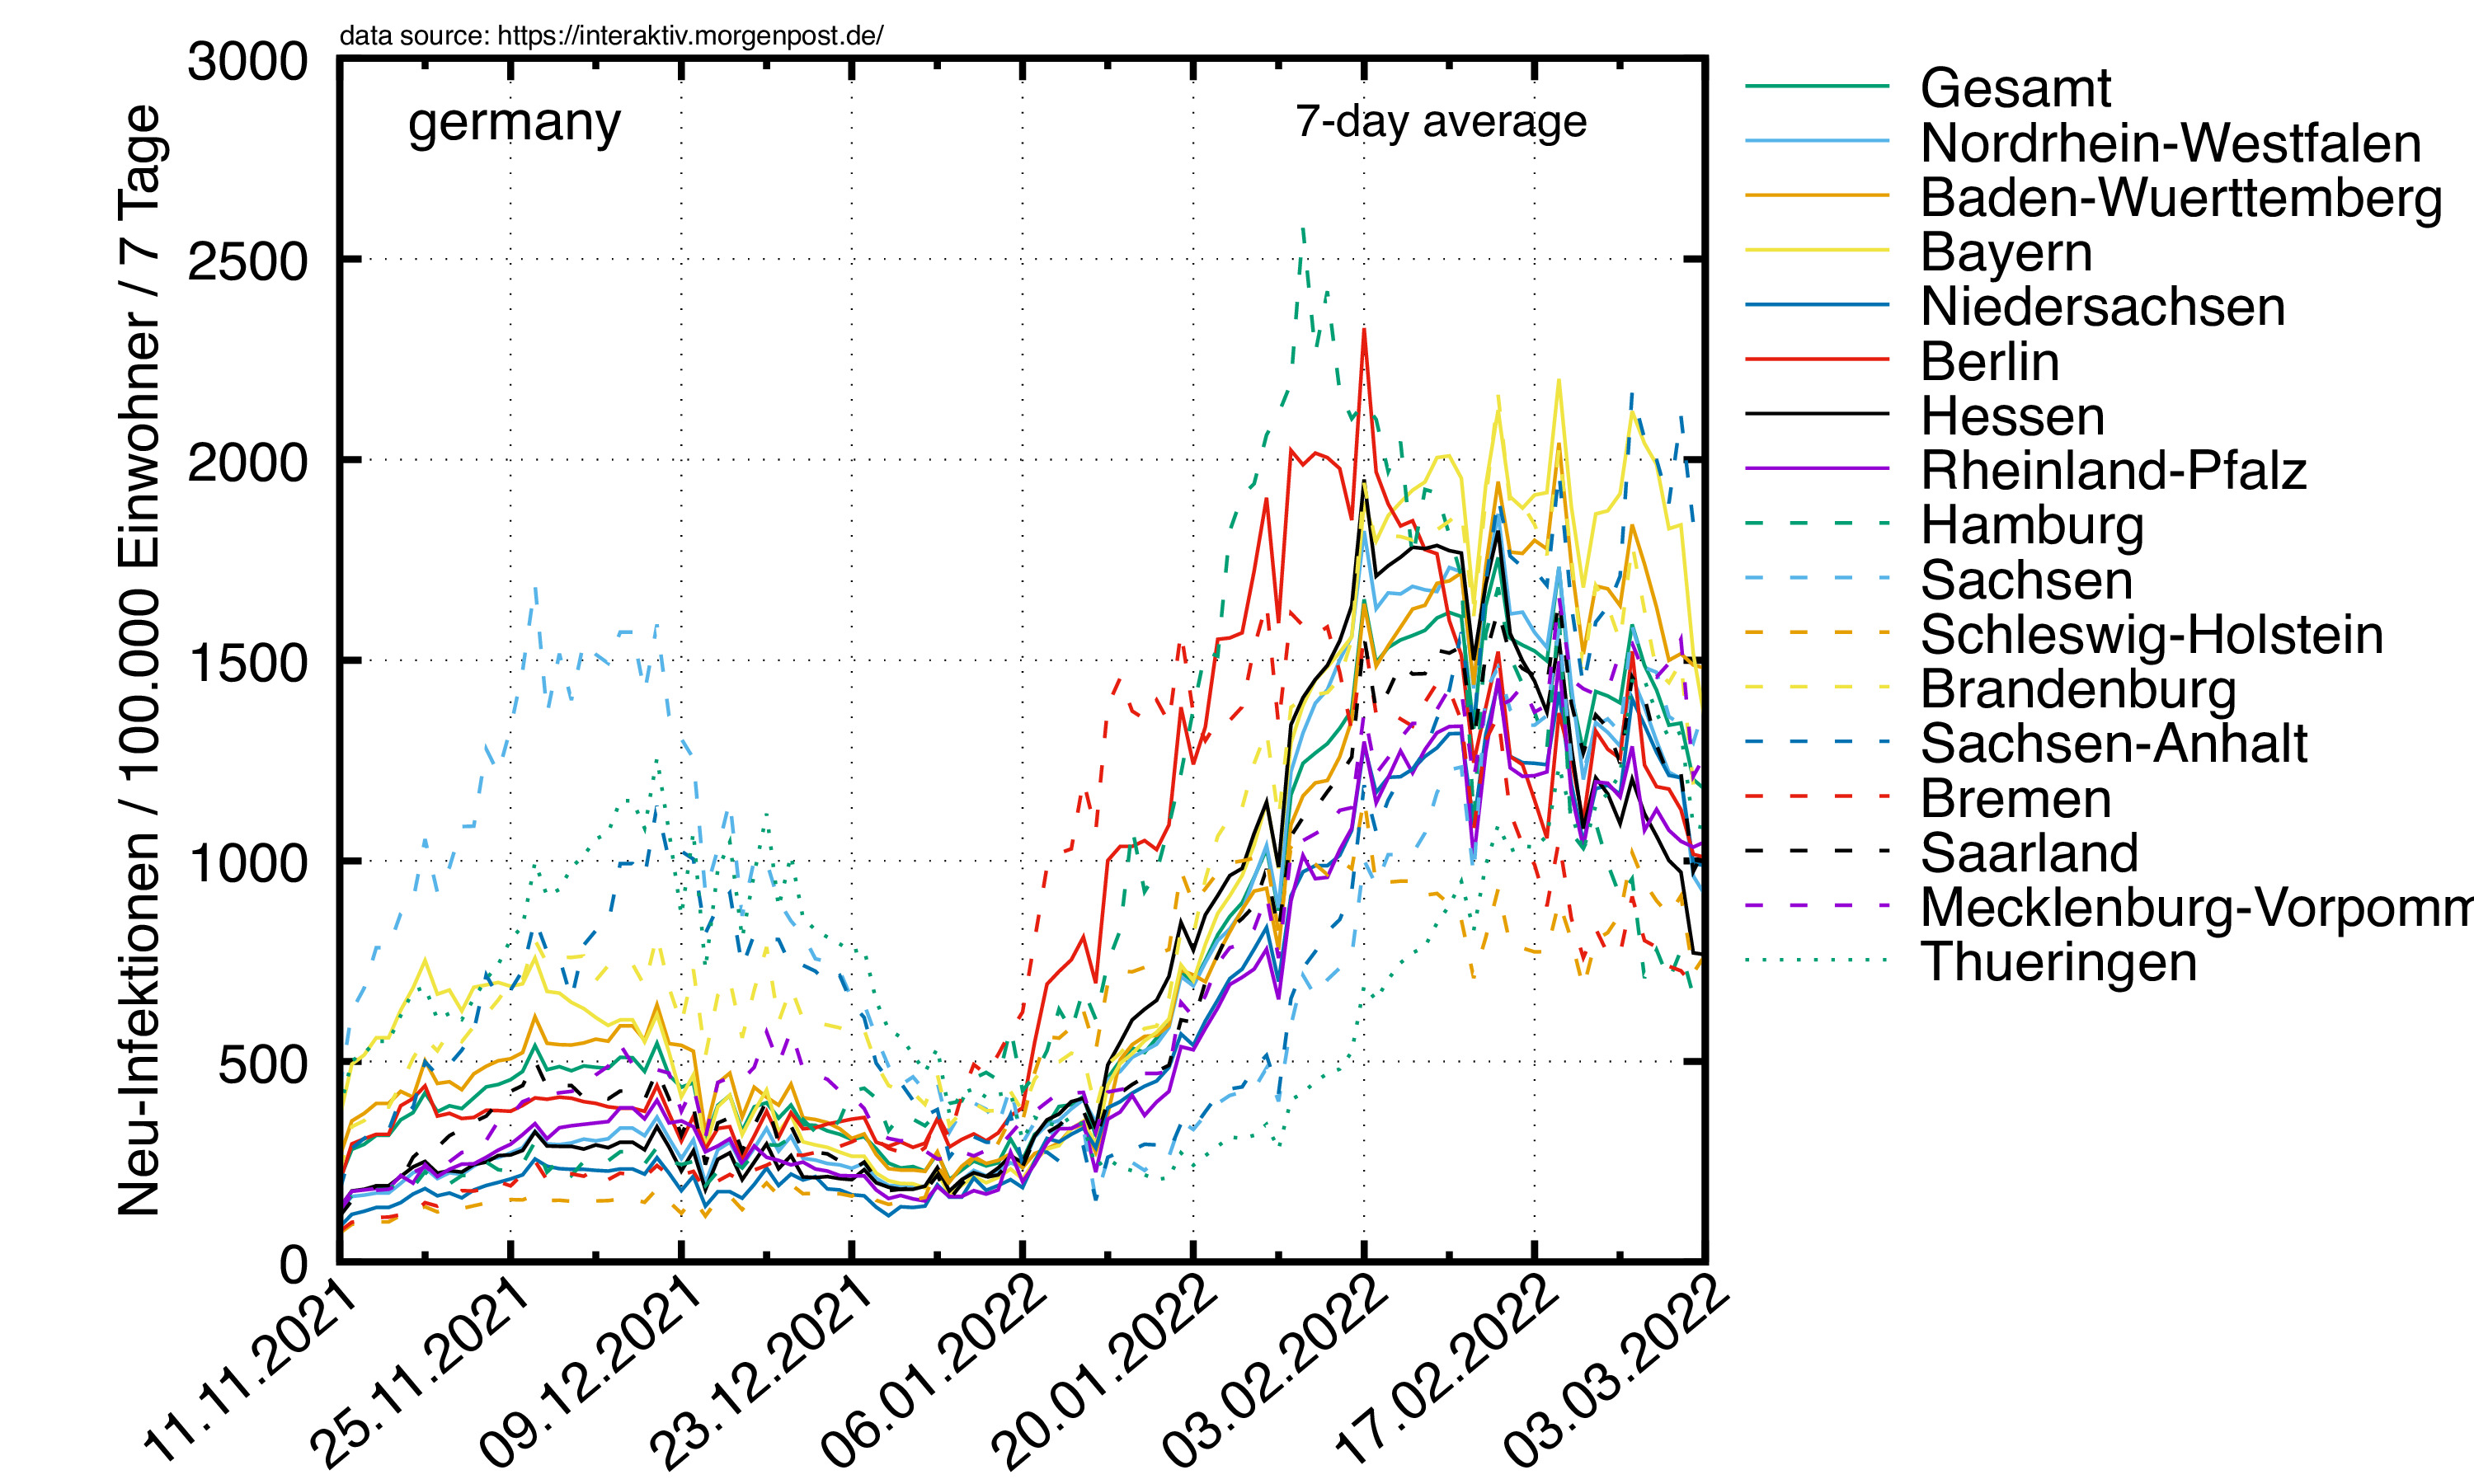 data source: https://interaktiv.morgenpost.de/
3000
2500
2000
1500
1000
500
0
Neu-Infektionen / 100.000 Einwohner / 7 Tage
germany
7-day average
11.11.2021
25.11.2021
09.12.2021
23.12.2021
06.01.2022
20.01.2022
03.02.2022
17.02.2022
03.03.2022
Gesamt
Nordrhein-Westfalen
Baden-Wuerttemberg
Bayern
Niedersachsen
Berlin
Hessen
Rheinland-Pfalz
Hamburg
Sachsen
Schleswig-Holstein
Brandenburg
Sachsen-Anhalt
Bremen
Saarland
Mecklenburg-Vorpomm
Thueringen